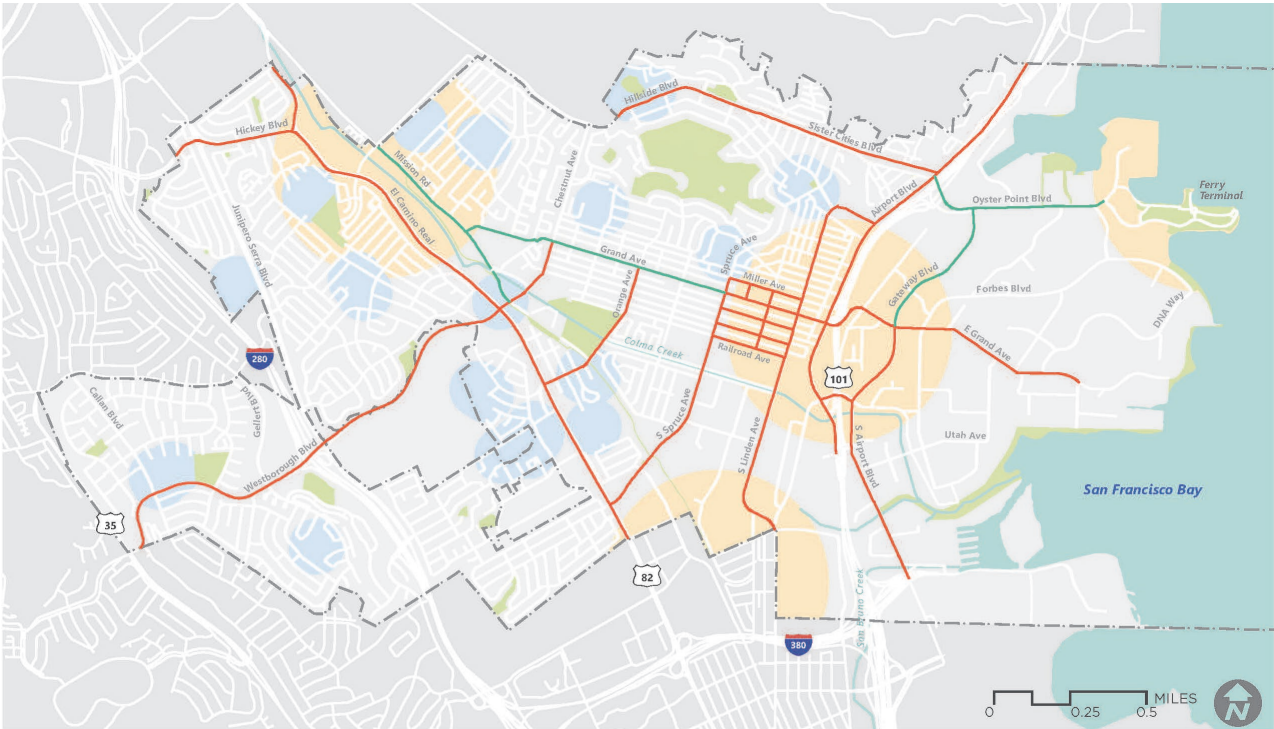 Hillside Blvd
Hickey Blvd
Sister Cities Blvd
Mission Rd
Chestnut Ave
Airport Blvd
Ferry
Terminal
Oyster Point Blvd
El Camino Real
Junipero Serra Blvd
Grand Ave
Spruce Ave
Miller Ave
Orange Ave
Gateway Blvd
Forbes Blvd
DNA Way
E Grand Ave
Colma Creek
Railroad Ave
280
101
Callan Blvd
Gellert Blvd
S Spruce Ave
S Linden Ave
S Airport Blvd
Utah Ave
Westborough Blvd
San Francisco Bay
35
82
San Bruno Creek
380
MILES
0 0.25 0.5
N